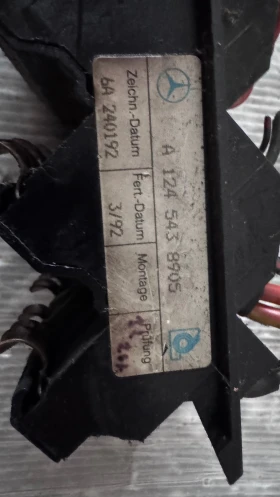 A 124 543 8905
Zeichn.-Datum Fert.-Datum Montage Prüfung
6A 240192 3/92